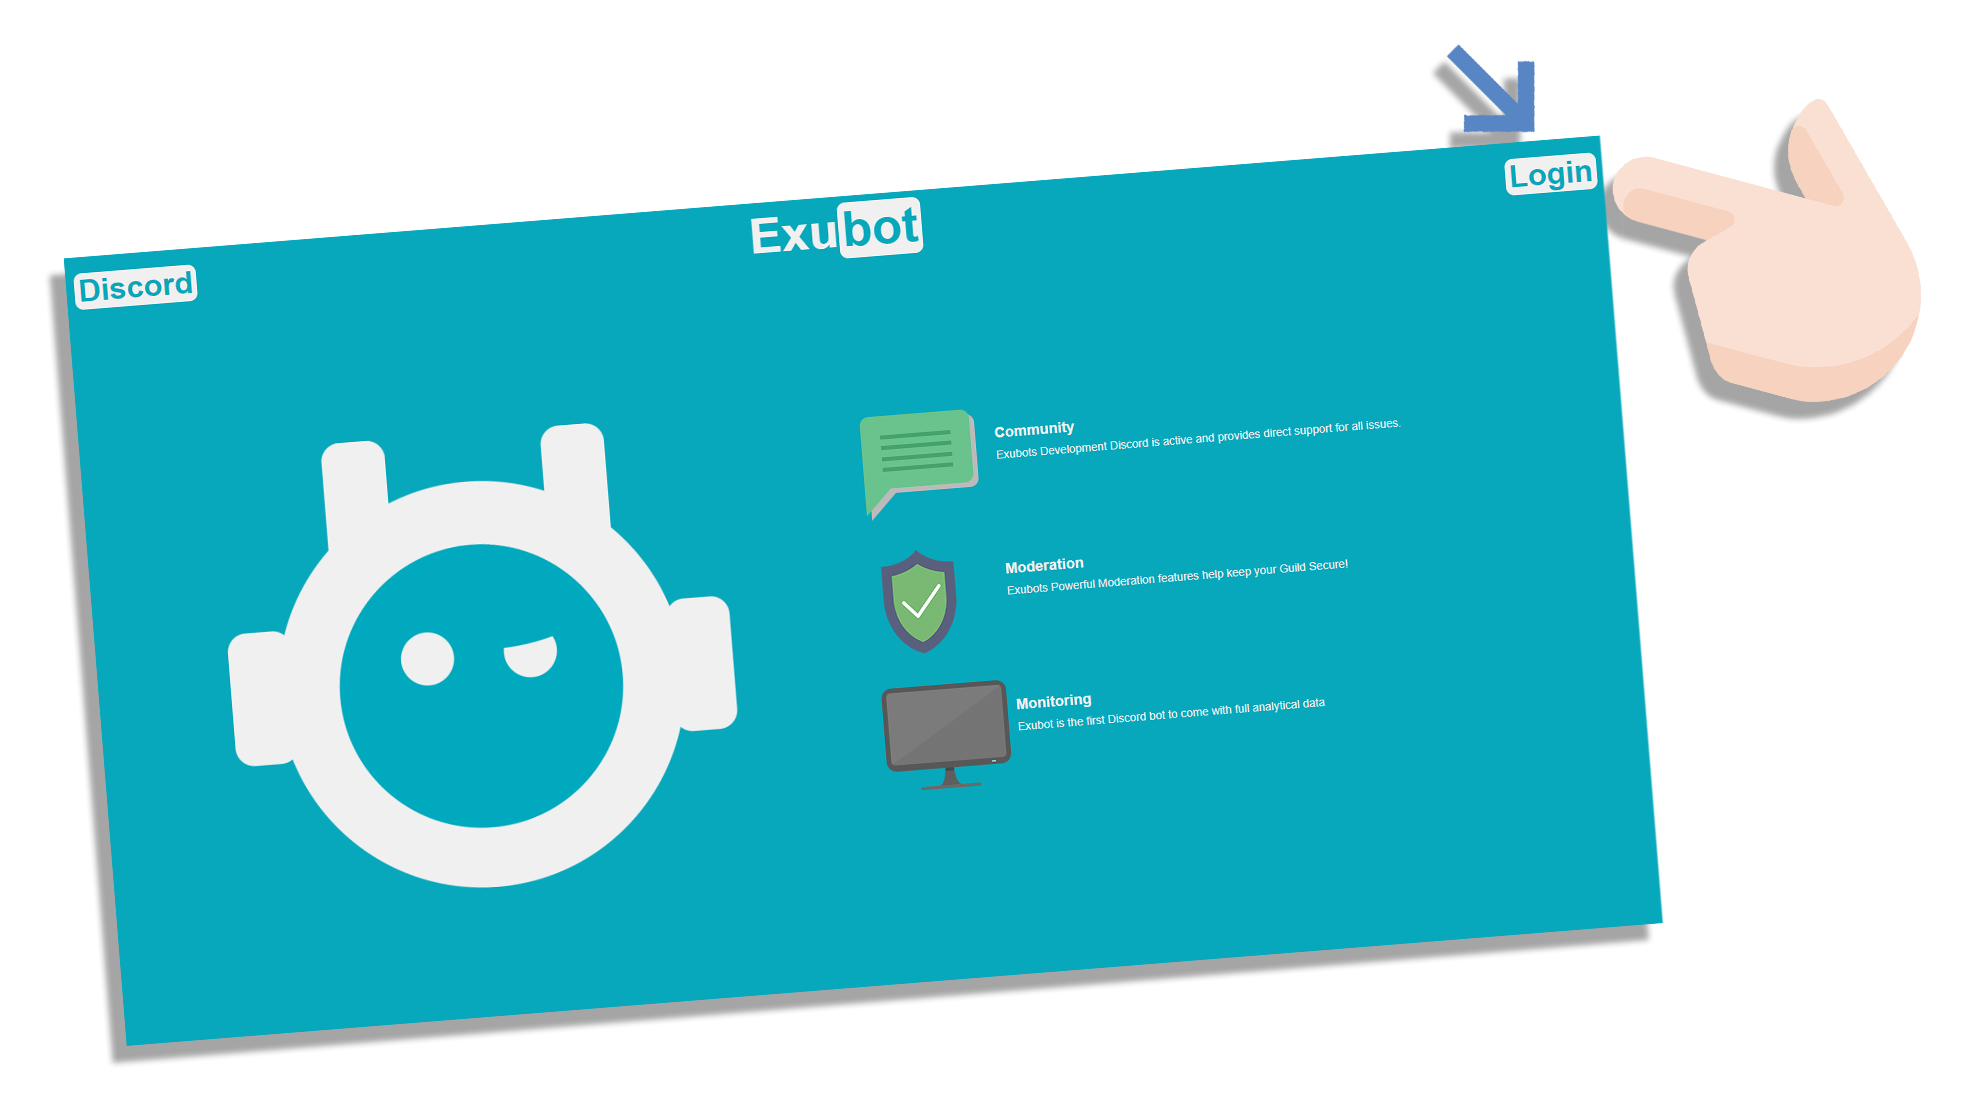 Discord
Exubot
Login
Community
Exubots Development Discord is active and provides direct support for all issues.
Moderation
Exubots Powerful Moderation features help keep your Guild Secure!
Monitoring
Exubot is the first Discord bot to come with full analytical data